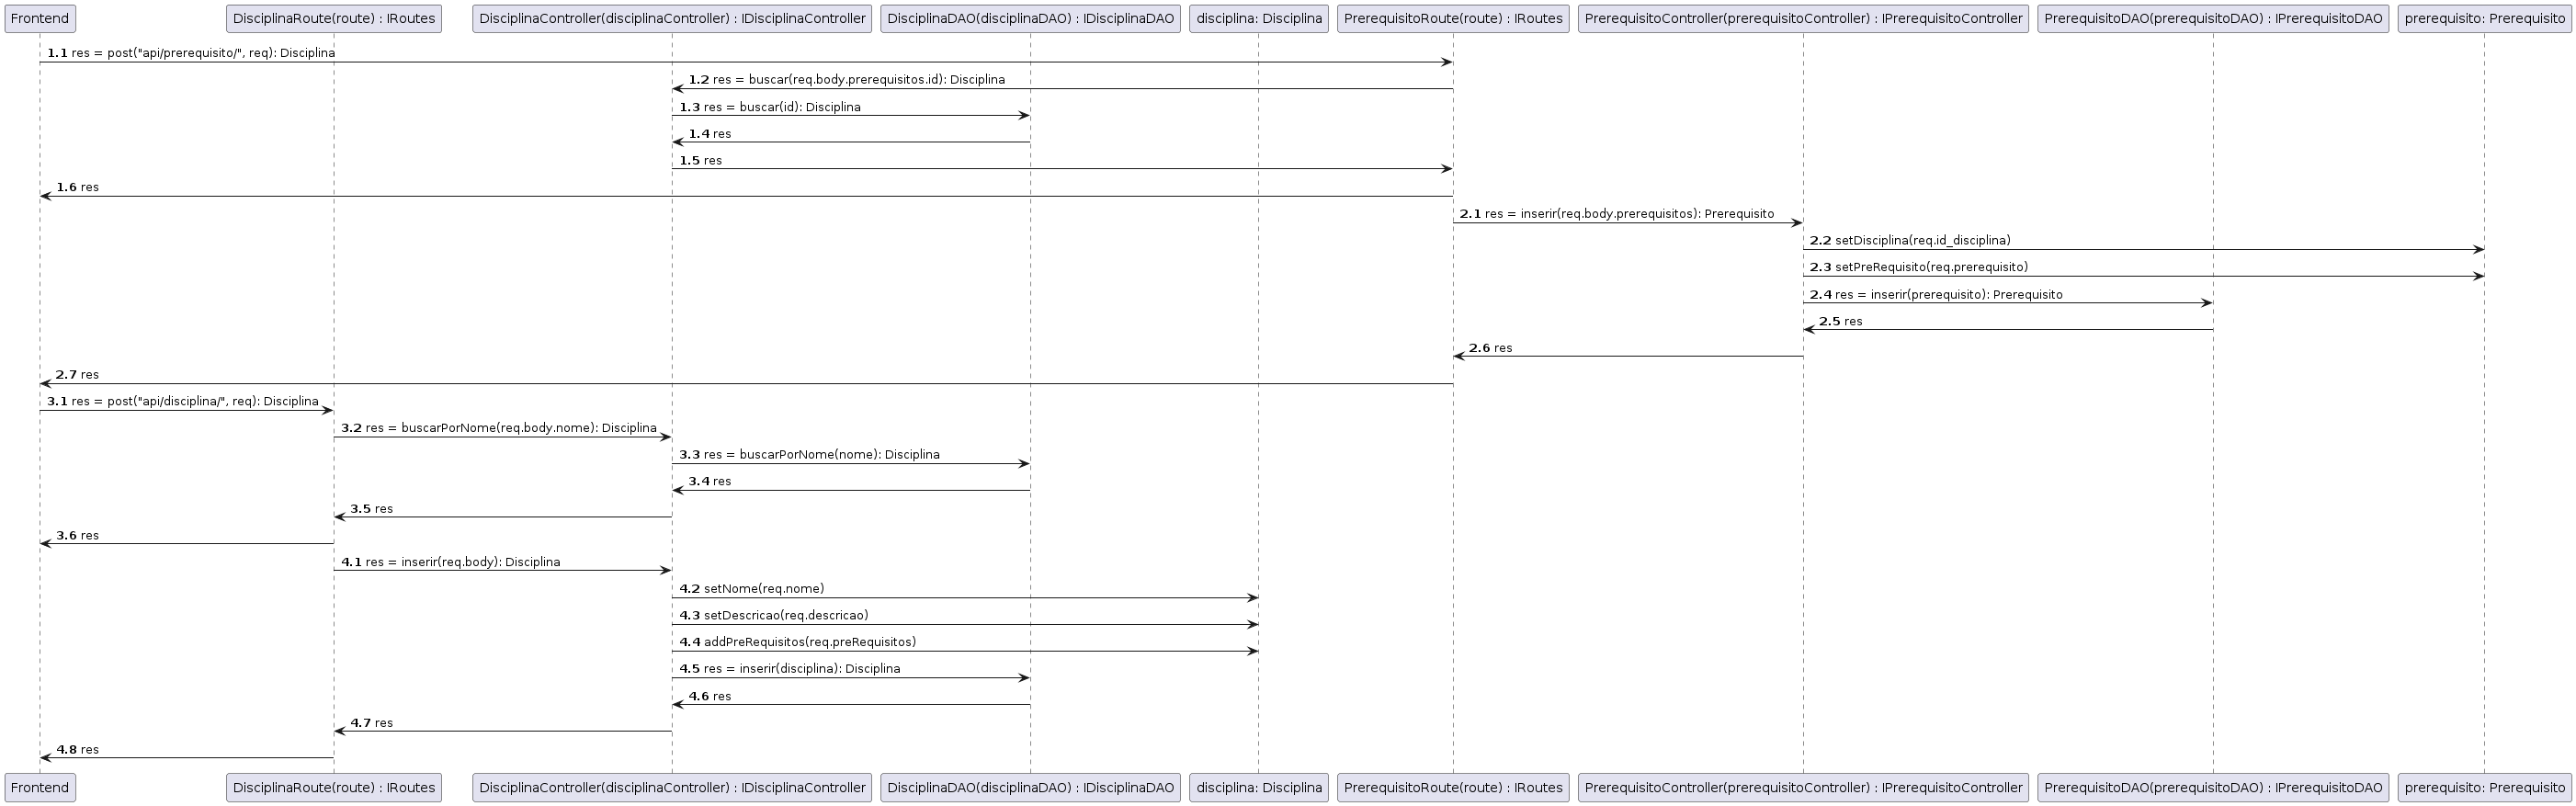 Frontend
DisciplinaRoute(route) : IRoutes
DisciplinaController(disciplinaController) : IDisciplinaController
DisciplinaDAO(disciplinaDAO) : IDisciplinaDAO
disciplina: Disciplina
PrerequisitoRoute(route) : IRoutes
PrerequisitoController(prerequisitoController) : IPrerequisitoController
PrerequisitoDAO(prerequisitoDAO) : IPrerequisitoDAO
prerequisito: Prerequisito
1.1 res = post("api/prerequisito/", req): Disciplina
1.2 res = buscar(req.body.prerequisitos.id): Disciplina
1.3 res = buscar(id): Disciplina
1.4 res
1.5 res
1.6 res
2.1 res = inserir(req.body.prerequisitos): Prerequisito
2.2 setDisciplina(req.id_disciplina)
2.3 setPreRequisito(req.prerequisito)
2.4 res = inserir(prerequisito): Prerequisito
2.5 res
2.6 res
2.7 res
3.1 res = post("api/disciplina/", req): Disciplina
3.2 res = buscarPorNome(req.body.nome): Disciplina
3.3 res = buscarPorNome(nome): Disciplina
3.4 res
3.5 res
3.6 res
4.1 res = inserir(req.body): Disciplina
4.2 setNome(req.nome)
4.3 setDescricao(req.descricao)
4.4 addPreRequisitos(req.preRequisitos)
4.5 res = inserir(disciplina): Disciplina
4.6 res
4.7 res
4.8 res
Frontend
DisciplinaRoute(route) : IRoutes
DisciplinaController(disciplinaController) : IDisciplinaController
DisciplinaDAO(disciplinaDAO) : IDisciplinaDAO
disciplina: Disciplina
PrerequisitoRoute(route) : IRoutes
PrerequisitoController(prerequisitoController) : IPrerequisitoController
PrerequisitoDAO(prerequisitoDAO) : IPrerequisitoDAO
prerequisito: Prerequisito